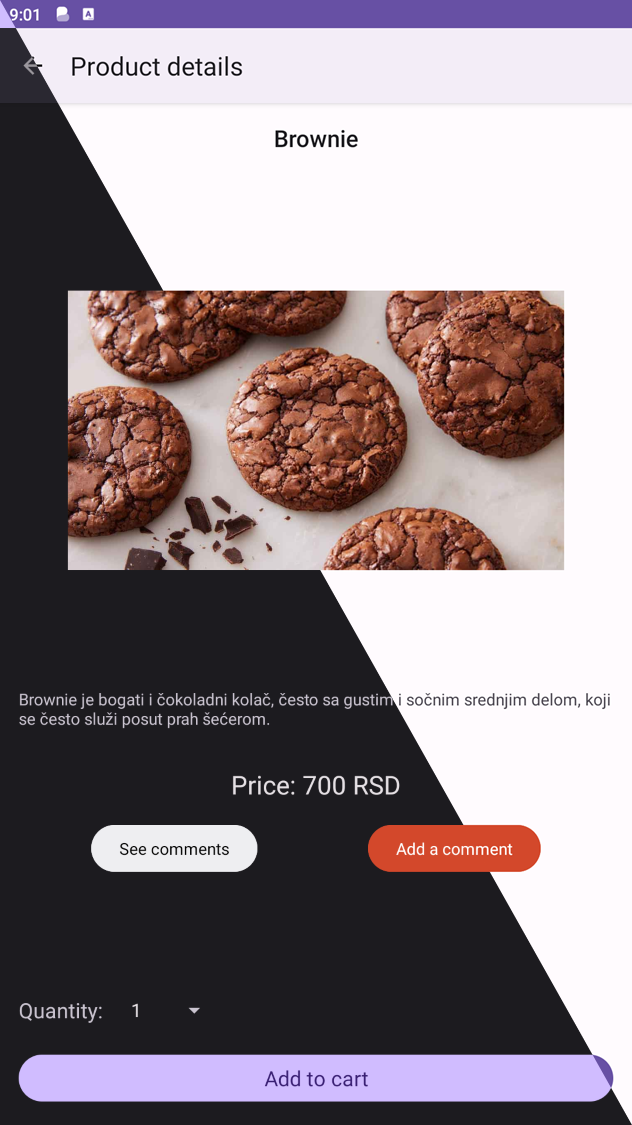 9:01 A
Product details
Brownie
Brownie je bogati i čokoladni kolač, često sa gustim i sočnim srednjim delom, koji
se često služi posut prah šećerom.
Price: 700 RSD
See comments Add a comment
Quantity: 1
Add to cart